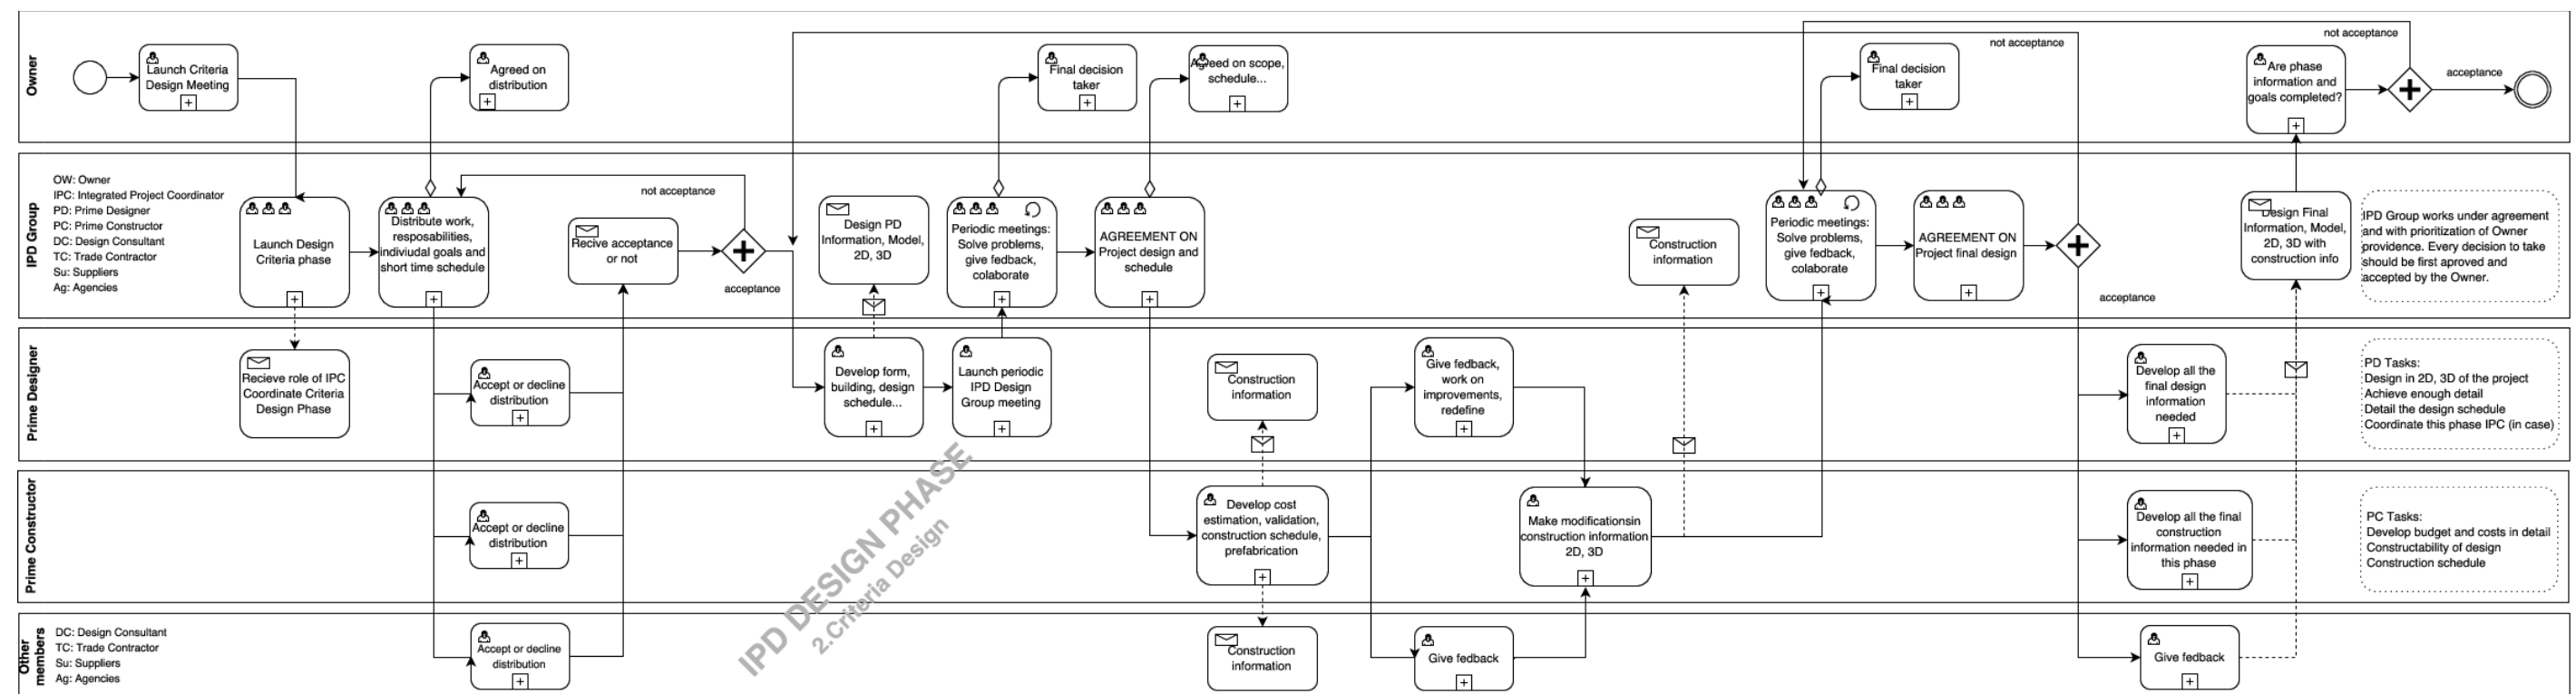 Owner
Launch Criteria
Design Meeting
Agreed on
distribution
Final decision
taker
Agreed on scope,
schedule...
not acceptance
Final decision
taker
Are phase
information and
goals completed?
not acceptance
acceptance
IPD Group
OW: Owner
IPC: Integrated Project Coordinator
PD: Prime Designer
PC: Prime Constructor
DC: Design Consultant
TC: Trade Contractor
Su: Suppliers
Ag: Agencies
Launch Design
Criteria phase
Distribute work,
resposabilities,
indiviudal goals and
short time schedule
Recive acceptance
or not
not acceptance
acceptance
Design PD
Information, Model,
2D, 3D
Periodic meetings:
Solve problems,
give fedback,
colaborate
AGREEMENT ON
Project design and
schedule
Construction
information
Periodic meetings:
Solve problems,
give fedback,
colaborate
AGREEMENT ON
Project final design
acceptance
Design Final
Information, Model,
2D, 3D with
construction info
IPD Group works under agreement
and with prioritization of Owner
providence. Every decision to take
should be first aproved and
accepted by the Owner.
Prime Designer
Recieve role of IPC
Coordinate Criteria
Design Phase
Accept or decline
distribution
Develop form,
building, design
schedule...
Launch periodic
IPD Design
Group meeting
Construction
information
Give fedback,
work on
improvements,
redefine
Develop all the
final design
information
needed
PD Tasks:
Design in 2D, 3D of the project
Achieve enough detail
Detail the design schedule
Coordinate this phase IPC (in case)
Prime Constructor
Accept or decline
distribution
IPD DESIGN PHASE
2.Criteria Design
Develop cost
estimation, validation,
construction schedule,
prefabrication
Make modificationsin
construction information
2D, 3D
Develop all the final
construction
information needed in
this phase
PC Tasks:
Develop budget and costs in detail
Constructability of design
Construction schedule
Other
members
DC: Design Consultant
TC: Trade Contractor
Su: Suppliers
Ag: Agencies
Accept or decline
distribution
Construction
information
Give fedback
Give fedback